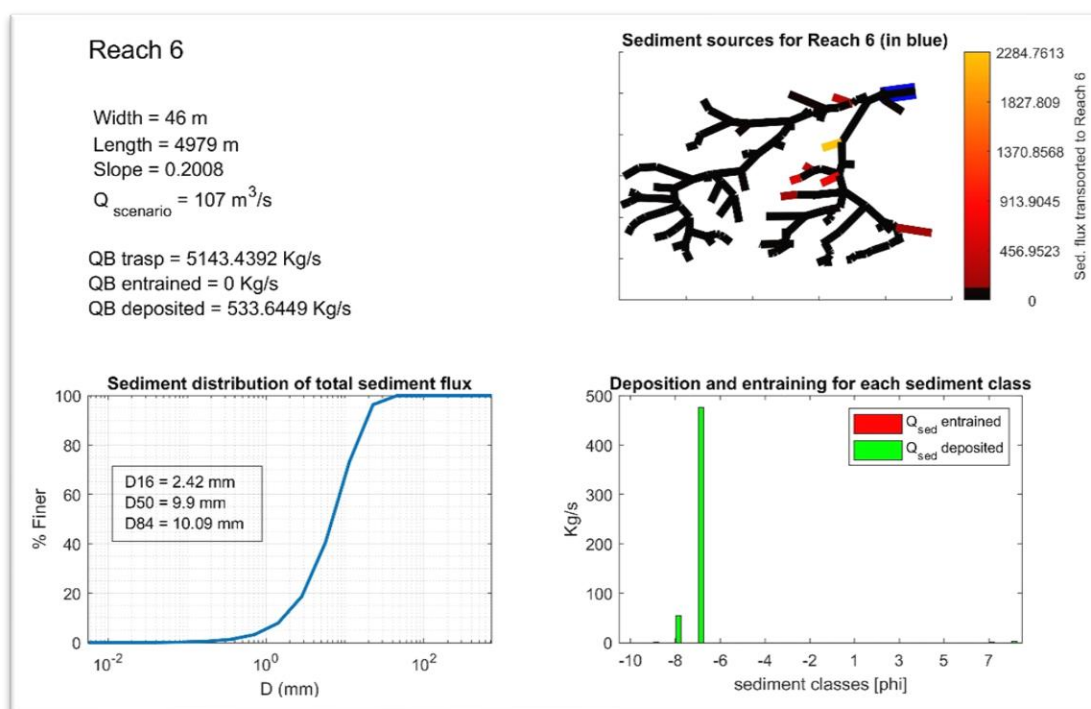 Reach 6
Width = 46 m
Length = 4979 m
Slope = 0.2008
Q scenario = 107 m³/s
QB trasp = 5143.4392 Kg/s
QB entrained = 0 Kg/s
QB deposited = 533.6449 Kg/s
Sediment sources for Reach 6 (in blue)
2284.7613
1827.809
1370.8568
913.9045
456.9523
0
Sed. flux transported to Reach 6
Sediment distribution of total sediment flux
100
80
60
40
20
0
% Finer
D16 = 2.42 mm
D50 = 9.9 mm
D84 = 10.09 mm
10⁻² 10⁰ 10²
D (mm)
Deposition and entraining for each sediment class
500
400
300
200
100
0
Kg/s
Q sed entrained
Q sed deposited
-10 -8 -6 -4 -2 1 3 5 7
sediment classes [phi]